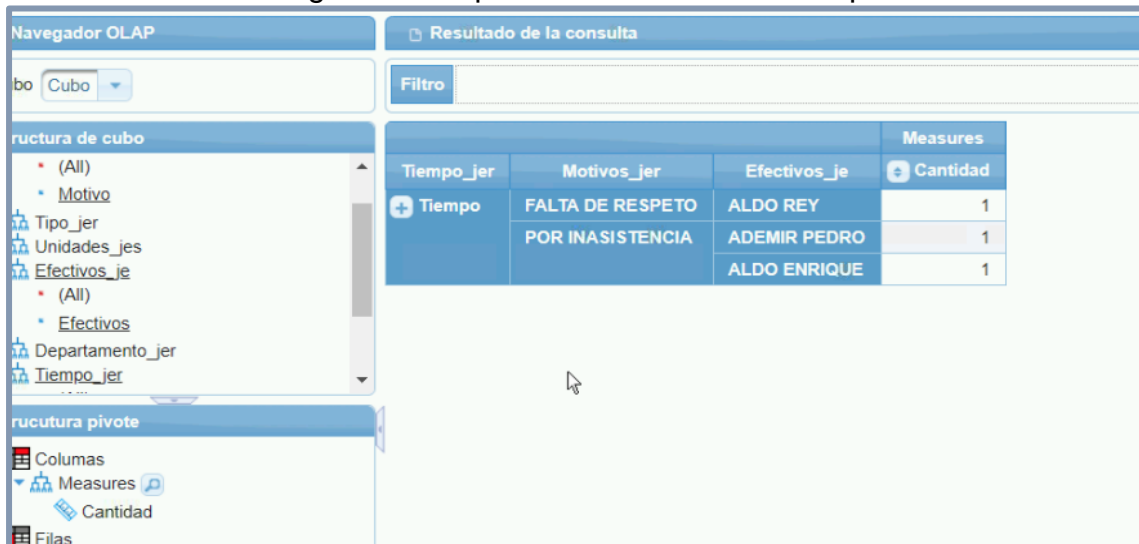 Navegador OLAP
bo Cubo
ructura de cubo
(All)
Motivo
Tipo_jer
Unidades_jes
Efectivos_je
(All)
Efectivos
Departamento_jer
Tiempo_jer
rucutura pivote
Columas
Measures
Cantidad
Filas
Resultado de la consulta
Filtro
Measures
Tiempo_jer Motivos_jer Efectivos_je Cantidad
Tiempo FALTA DE RESPETO ALDO REY 1
POR INASISTENCIA ADEMIR PEDRO 1
ALDO ENRIQUE 1